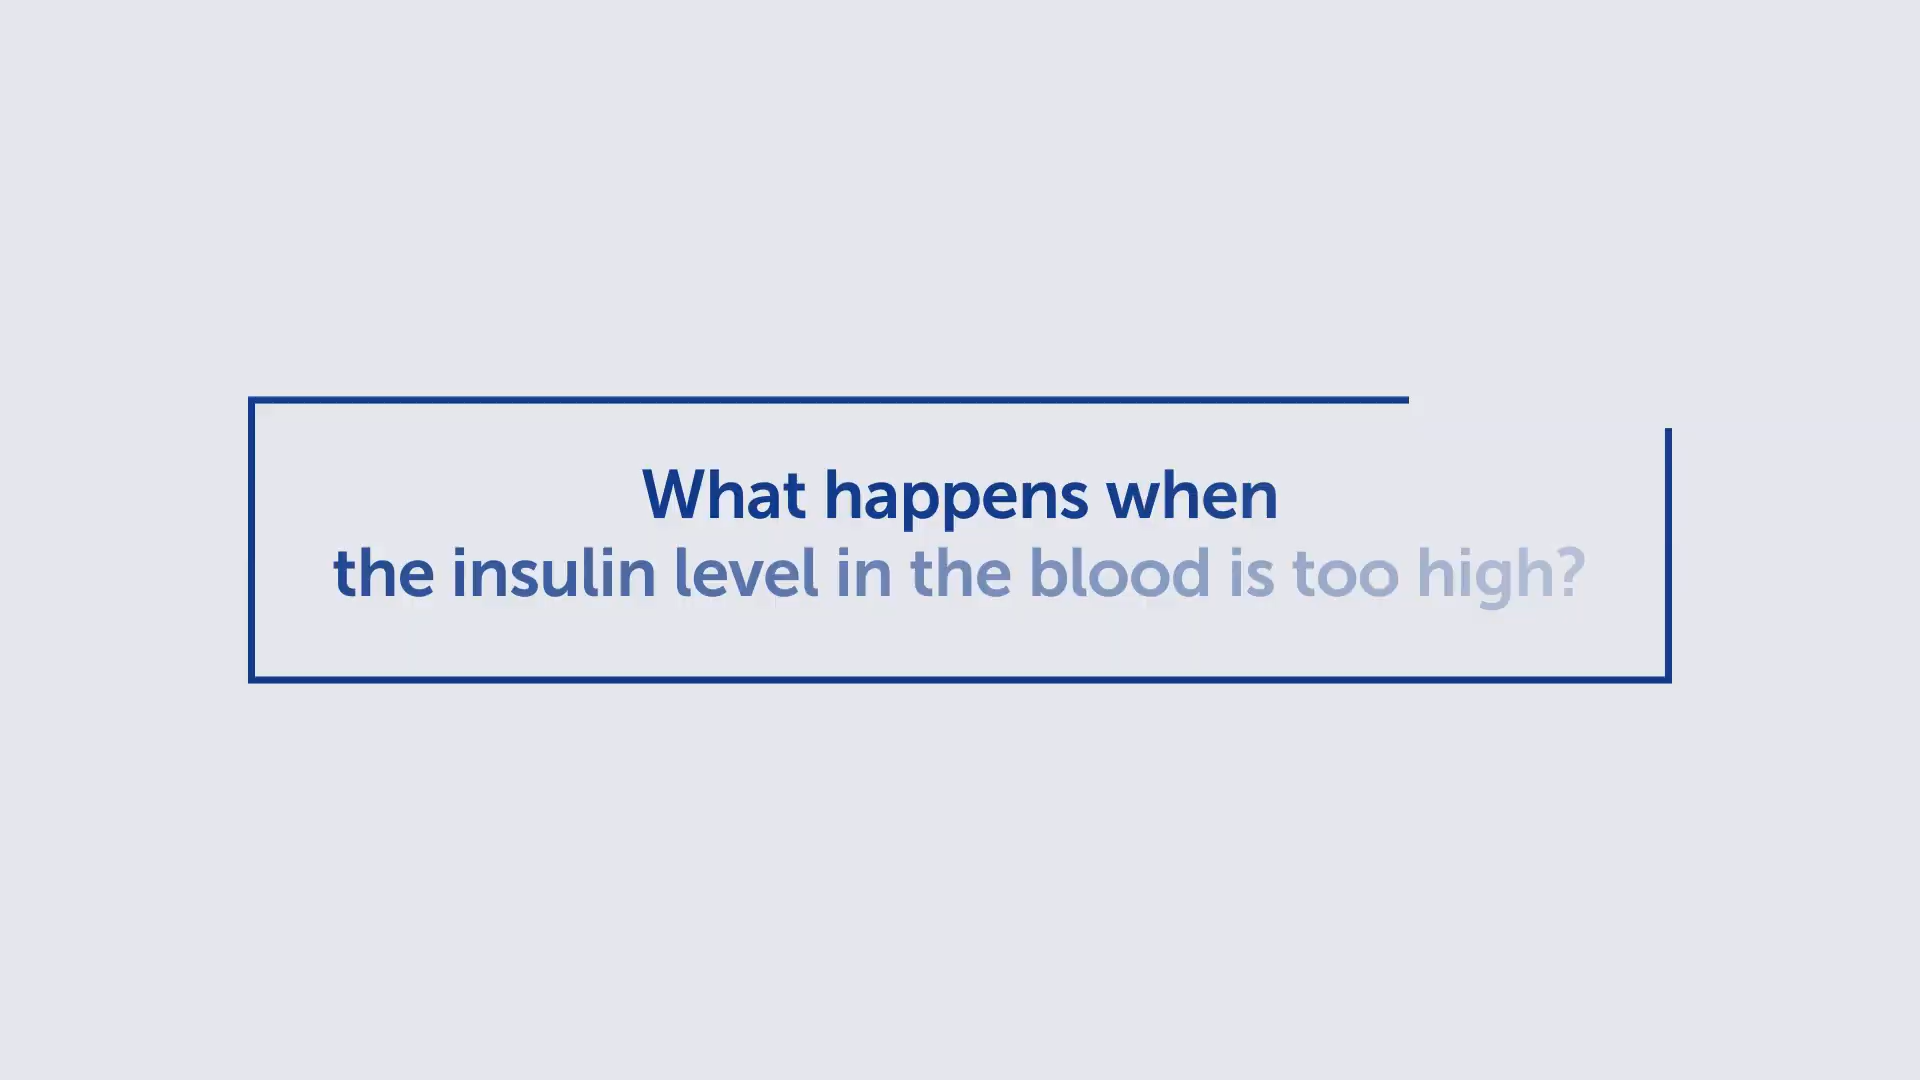 What happens when
the insulin level in the blood is too high?